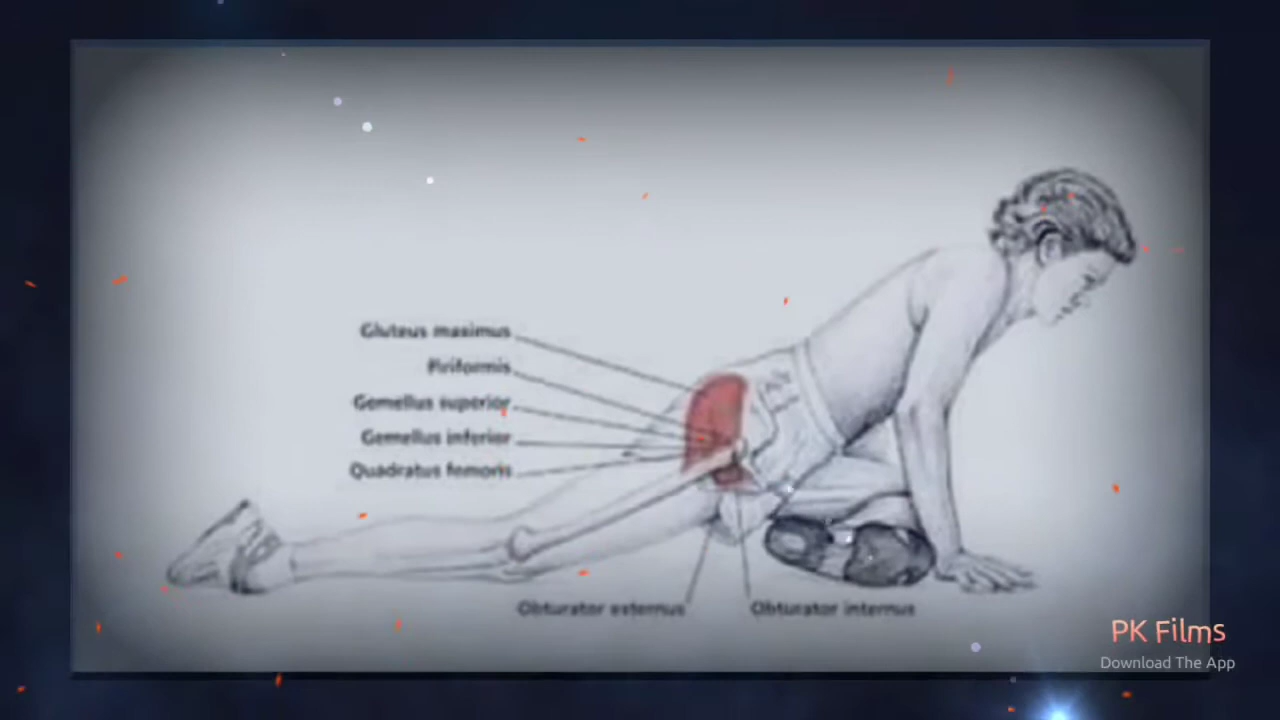 Gluteus maximus
Piriformis
Gemellus superior
Gemellus inferior
Quadratus femoris
Obturator externus
Obturator internus
PK Films
Download The App